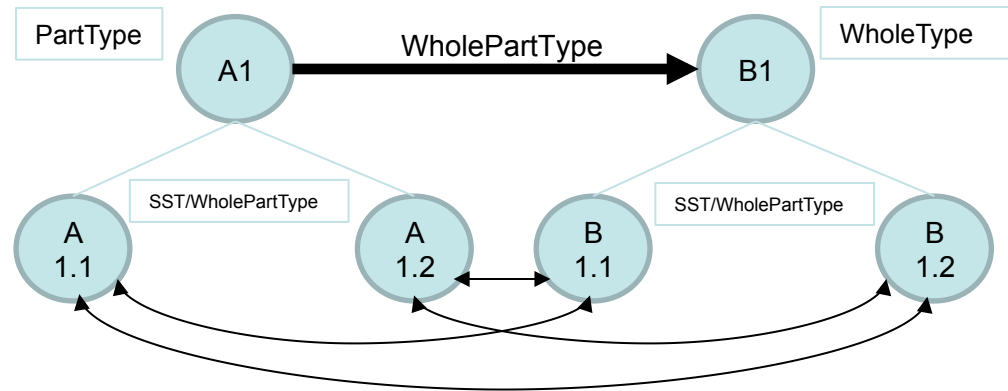 PartType
A1
WholePartType
B1
WholeType
SST/WholePartType
SST/WholePartType
A
1.1
A
1.2
B
1.1
B
1.2